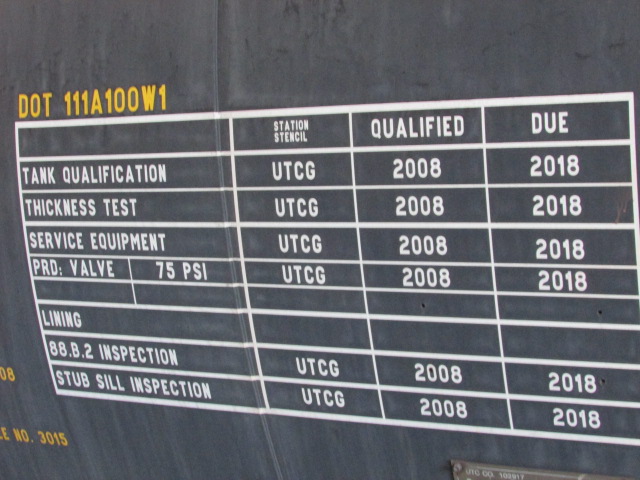 DOT 111A100W1
STATION STENCIL QUALIFIED DUE
TANK QUALIFICATION UTCG 2008 2018
THICKNESS TEST UTCG 2008 2018
SERVICE EQUIPMENT UTCG 2008 2018
PRD: VALVE 75 PSI UTCG 2008 2018
LINING
88.B.2 INSPECTION UTCG 2008 2018
STUB SILL INSPECTION UTCG 2008 2018
08
NO. 3015
UTC CO.